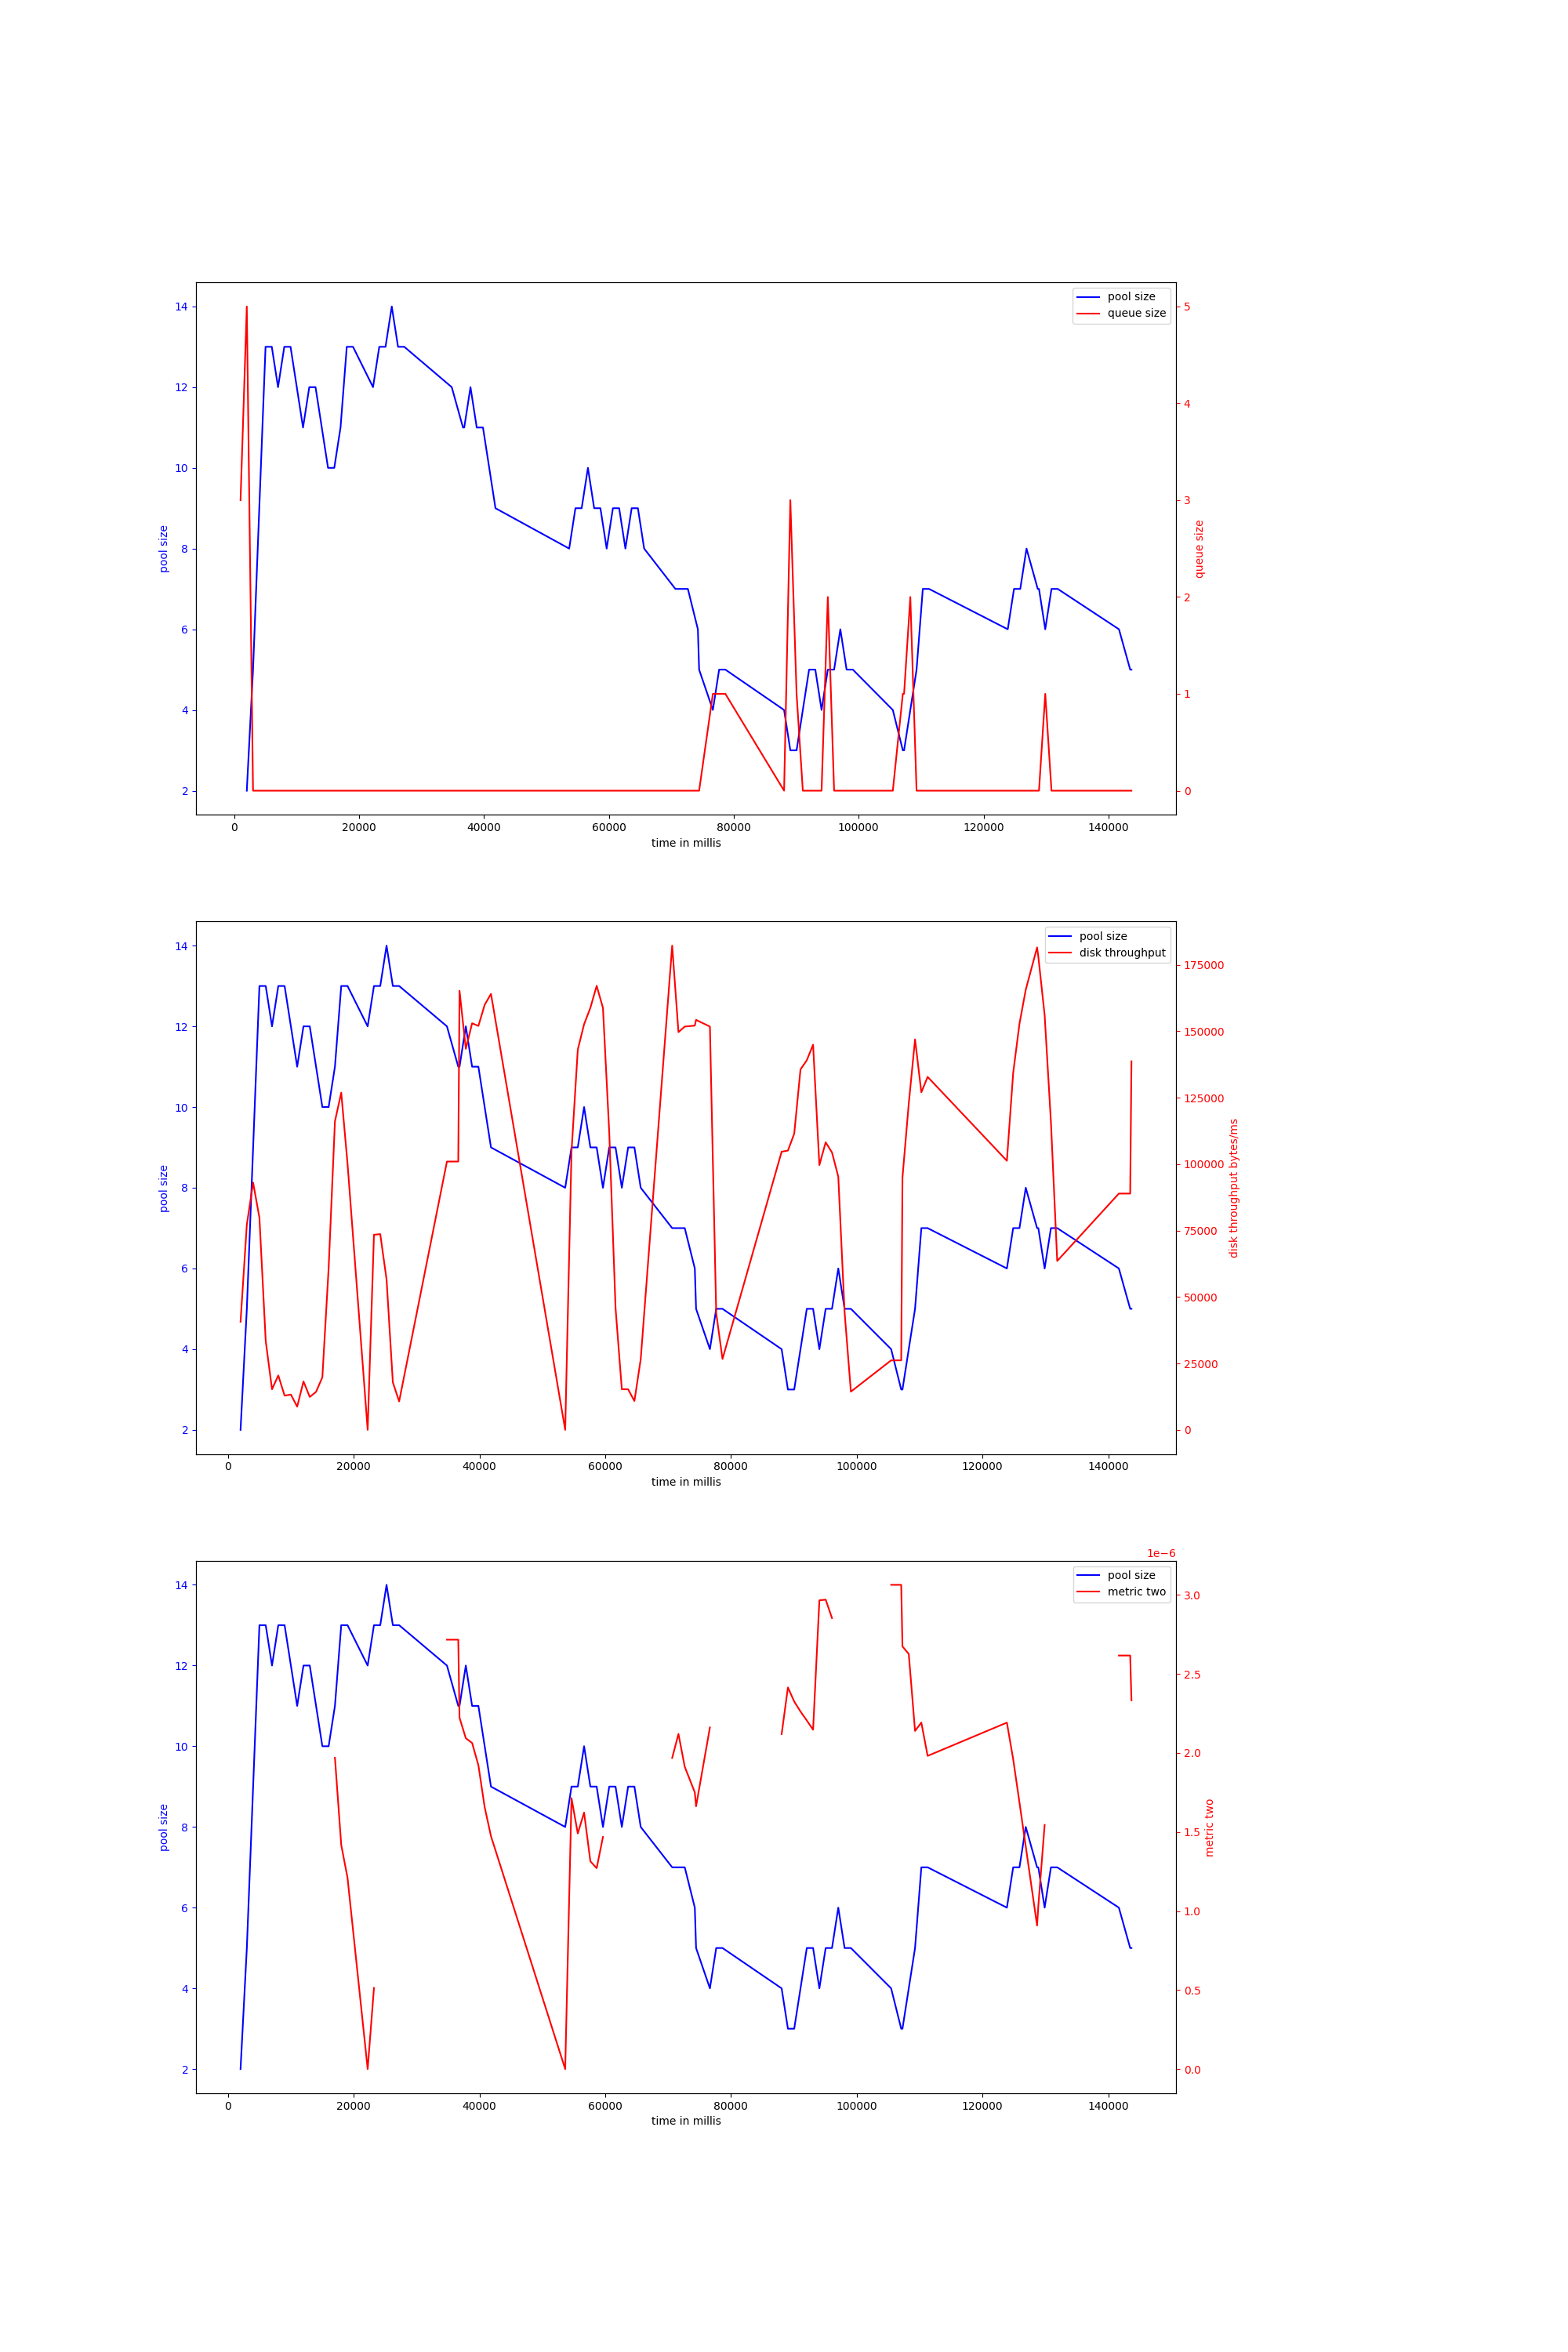 pool size
queue size
14
12
10
8
6
4
2
pool size
5
4
3
2
1
0
queue size
0 20000 40000 60000 80000 100000 120000 140000
time in millis
pool size
disk throughput
14
12
10
8
6
4
2
pool size
175000
150000
125000
100000
75000
50000
25000
0
disk throughput bytes/ms
0 20000 40000 60000 80000 100000 120000 140000
time in millis
1e−6
pool size
metric two
14
12
10
8
6
4
2
pool size
3.0
2.5
2.0
1.5
1.0
0.5
0.0
metric two
0 20000 40000 60000 80000 100000 120000 140000
time in millis